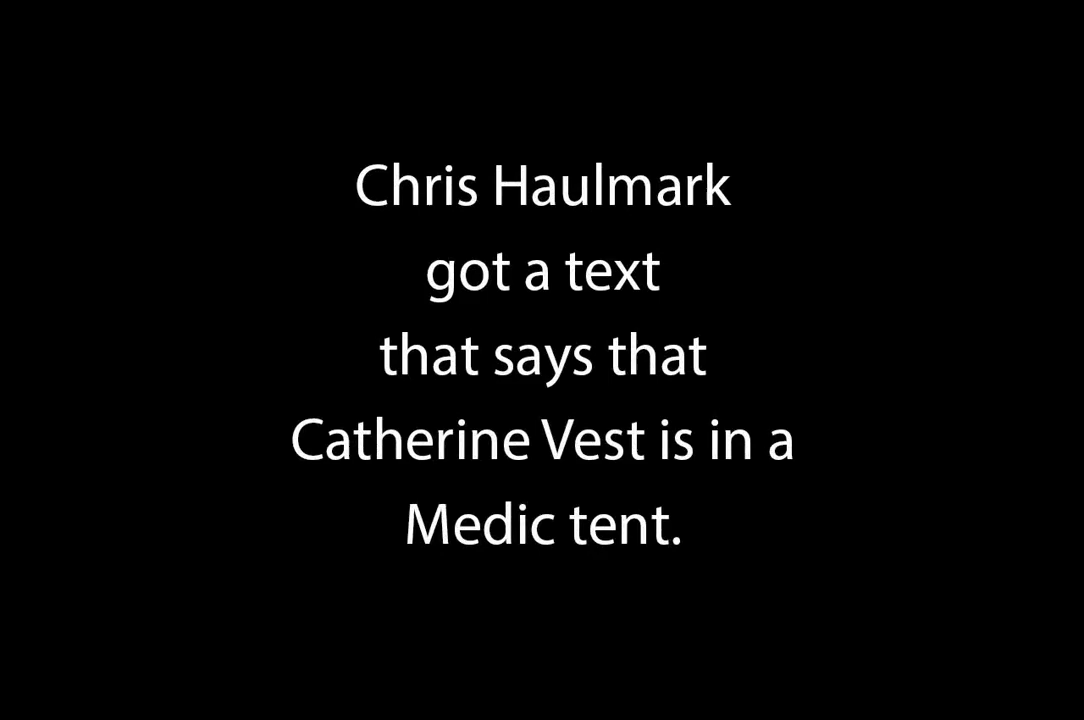 Chris Haulmark
got a text
that says that
Catherine Vest is in a
Medic tent.